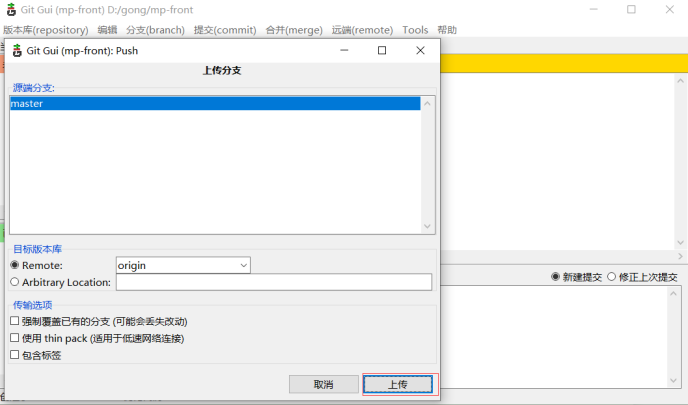 Git Gui (mp-front) D:/gong/mp-front
版本库(repository) 编辑 分支(branch) 提交(commit) 合并(merge) 远端(remote) Tools 帮助
Git Gui (mp-front): Push
上传分支
源端分支:
master
目标版本库
Remote: origin
Arbitrary Location:
新建提交 修正上次提交
传输选项
强制覆盖已有的分支 (可能会丢失改动)
使用 thin pack (适用于低速网络连接)
包含标签
取消 上传